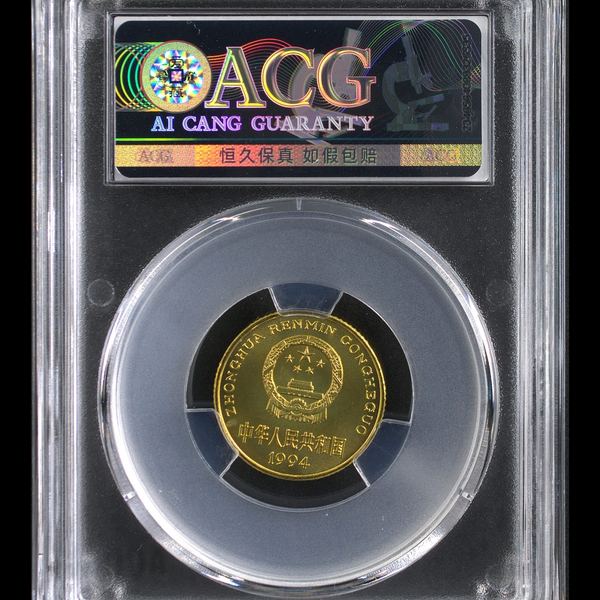 ACG
AI CANG GUARANTY
ACG 恒久保真 如假包赔 ACG
ZHONGHUA RENMIN GONGHEGUO
中华人民共和国
1994